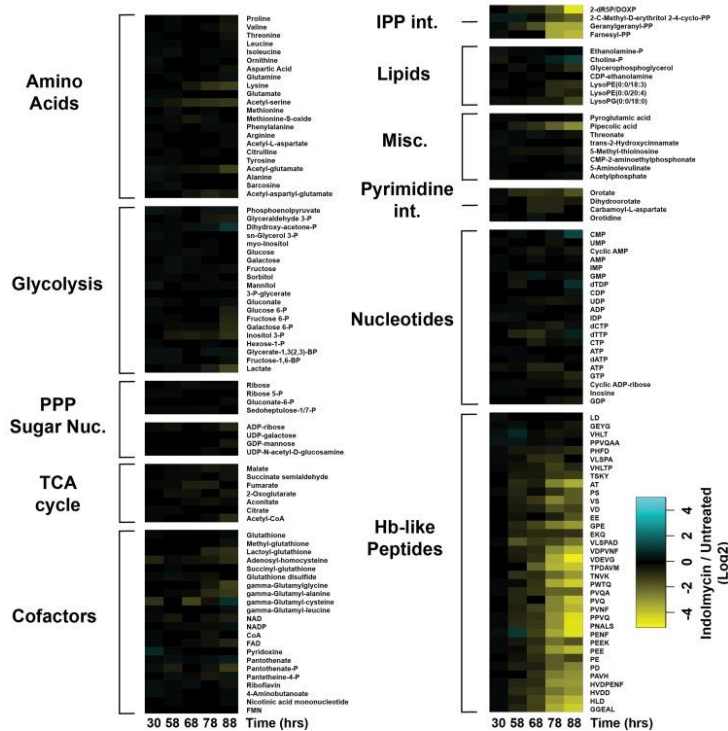 Amino
Acids
Proline
Valine
Threonine
Leucine
Isoleucine
Ornithine
Aspartic Acid
Glutamine
Lysine
Glutamate
Acetyl-serine
Methionine
Methionine-S-oxide
Phenylalanine
Arginine
Acetyl-L-aspartate
Citrulline
Tyrosine
Acetyl-glutamate
Alanine
Sarcosine
Acetyl-aspartyl-glutamate
Glycolysis
Phosphoenolpyruvate
Glyceraldehyde 3-P
Dihydroxy-acetone-P
sn-Glycerol 3-P
myo-Inositol
Glucose
Galactose
Fructose
Sorbitol
Mannitol
3-P-glycerate
Gluconate
Glucose 6-P
Fructose 6-P
Galactose 6-P
Inositol 3-P
Hexose-1-P
Glycerate-1,3(2,3)-BP
Fructose-1,6-BP
Lactate
PPP
Sugar Nuc.
Ribose
Ribose 5-P
Gluconate-6-P
Sedoheptulose-1/7-P
ADP-ribose
UDP-galactose
GDP-mannose
UDP-N-acetyl-D-glucosamine
TCA
cycle
Malate
Succinate semialdehyde
Fumarate
2-Oxoglutarate
Aconitate
Citrate
Acetyl-CoA
Cofactors
Glutathione
Methyl-glutathione
Lactoyl-glutathione
Adenosyl-homocysteine
Succinyl-glutathione
Glutathione disulfide
gamma-Glutamylglycine
gamma-Glutamyl-alanine
gamma-Glutamyl-cysteine
gamma-Glutamyl-leucine
NAD
NADP
CoA
FAD
Pyridoxine
Pantothenate
Pantothenate-P
Pantetheine-4-P
Riboflavin
4-Aminobutanoate
Nicotinic acid mononucleotide
FMN
30 58 68 78 88 Time (hrs)
IPP int.
2-dR5P/DOXP
2-C-Methyl-D-erythritol 2-4-cyclo-PP
Geranylgeranyl-PP
Farnesyl-PP
Lipids
Ethanolamine-P
Choline-P
Glycerophosphoglycerol
CDP-ethanolamine
LysoPE(0:0/18:3)
LysoPE(0:0/20:4)
LysoPG(0:0/18:0)
Misc.
Pyroglutamic acid
Pipecolic acid
Threonate
trans-2-Hydroxycinnamate
5-Methyl-thioinosine
CMP-2-aminoethylphosphonate
5-Aminolevulinate
Acetylphosphate
Pyrimidine
int.
Orotate
Dihydroorotate
Carbamoyl-L-aspartate
Orotidine
Nucleotides
CMP
UMP
Cyclic AMP
AMP
IMP
GMP
dTDP
CDP
UDP
ADP
IDP
dCTP
dTTP
CTP
ATP
dATP
ATP
GTP
Cyclic ADP-ribose
Inosine
GDP
Hb-like
Peptides
LD
GEYG
VHLT
PPVQAA
PHFD
VLSPA
VHLTP
TSKY
AT
PS
VS
VD
EE
GPE
EKQ
VLSPAD
VDPVNF
VDEVG
TPDAVM
TNVK
PWTQ
PVQA
PVQ
PVNF
PPVQ
PNALS
PENF
PEEK
PEE
PE
PD
PAVH
HVDPENF
HVDD
HLD
GGEAL
30 58 68 78 88 Time (hrs)
-4 -2 0 2 4
Indolmycin / Untreated
(Log2)